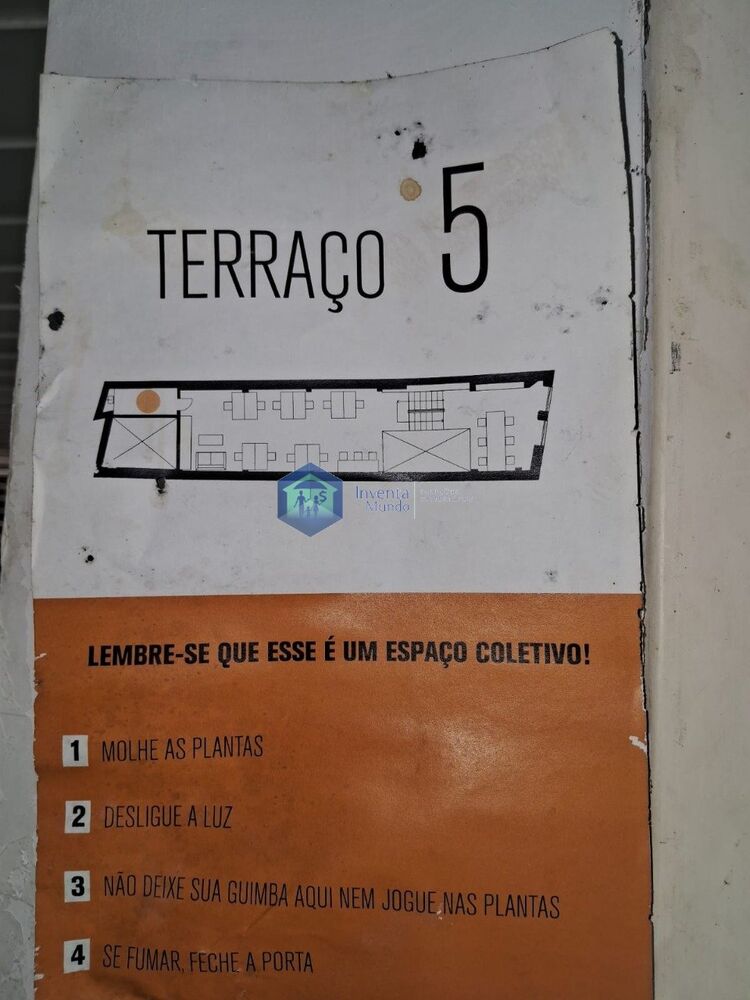 TERRAÇO 5
Inventa
Mundo
LEMBRE-SE QUE ESSE É UM ESPAÇO COLETIVO!
1 MOLHE AS PLANTAS
2 DESLIGUE A LUZ
3 NÃO DEIXE SUA GUIMBA AQUI NEM JOGUE NAS PLANTAS
4 SE FUMAR, FECHE A PORTA